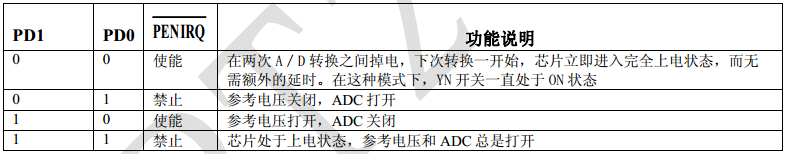 PD1 PD0 PENIRQ 功能说明
0 0 使能 在两次 A/D 转换之间掉电，下次转换一开始，芯片立即进入完全上电状态，而无
需额外的延时。在这种模式下，YN 开关一直处于 ON 状态
0 1 禁止 参考电压关闭，ADC 打开
1 0 使能 参考电压打开，ADC 关闭
1 1 禁止 芯片处于上电状态，参考电压和 ADC 总是打开